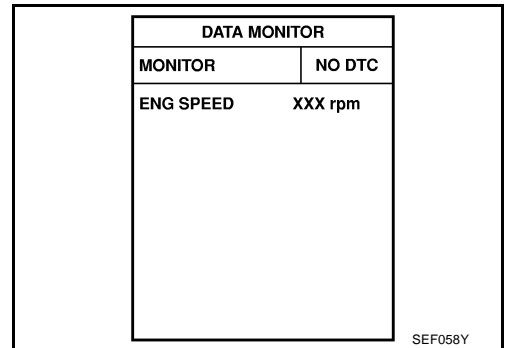 DATA MONITOR
MONITOR NO DTC
ENG SPEED XXX rpm
SEF058Y